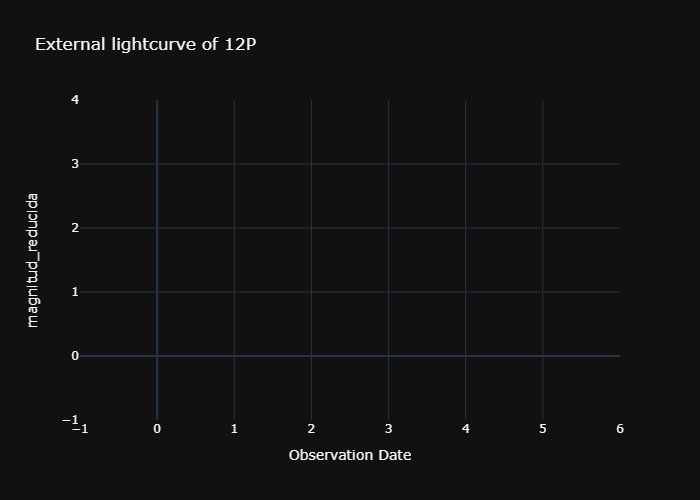 External lightcurve of 12P
4
3
2
1
0
−1
magnitud_reducida
−1 0 1 2 3 4 5 6
Observation Date